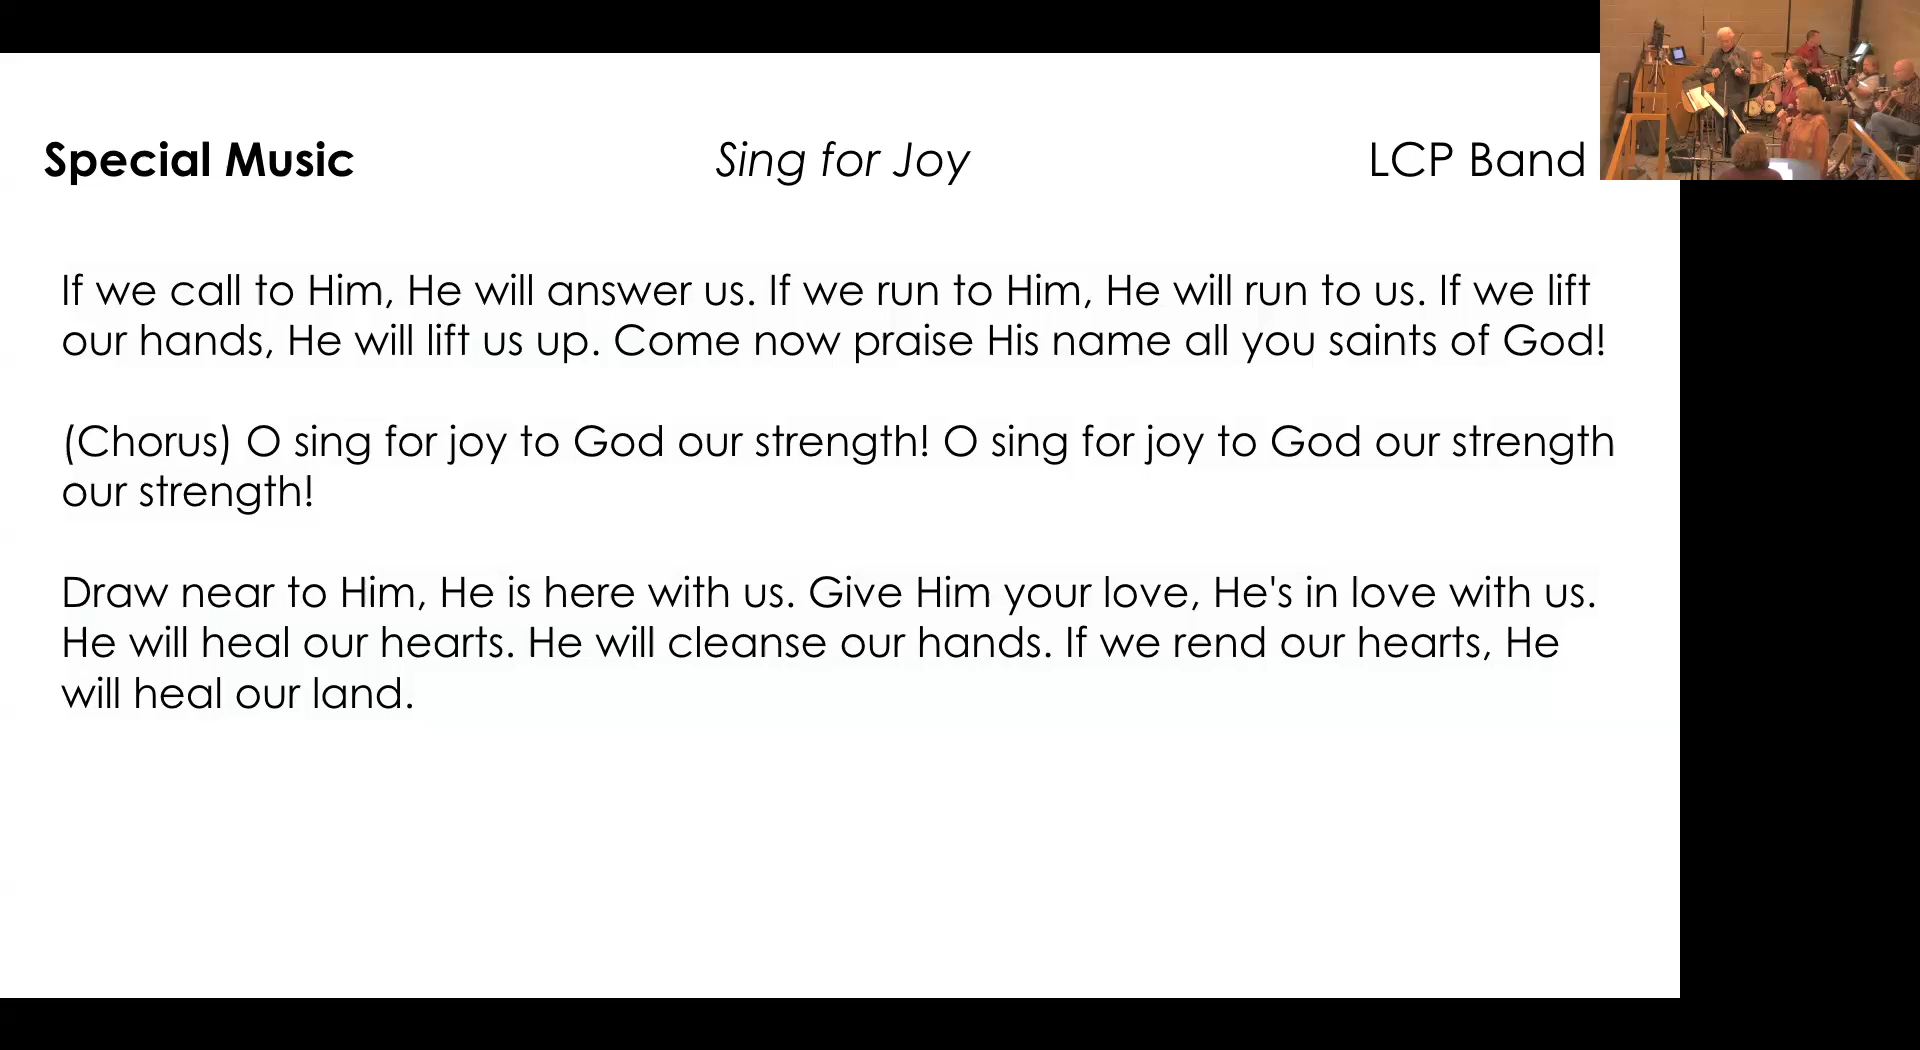 Special Music Sing for Joy LCP Band
If we call to Him, He will answer us. If we run to Him, He will run to us. If we lift
our hands, He will lift us up. Come now praise His name all you saints of God!
(Chorus) O sing for joy to God our strength! O sing for joy to God our strength
our strength!
Draw near to Him, He is here with us. Give Him your love, He's in love with us.
He will heal our hearts. He will cleanse our hands. If we rend our hearts, He
will heal our land.